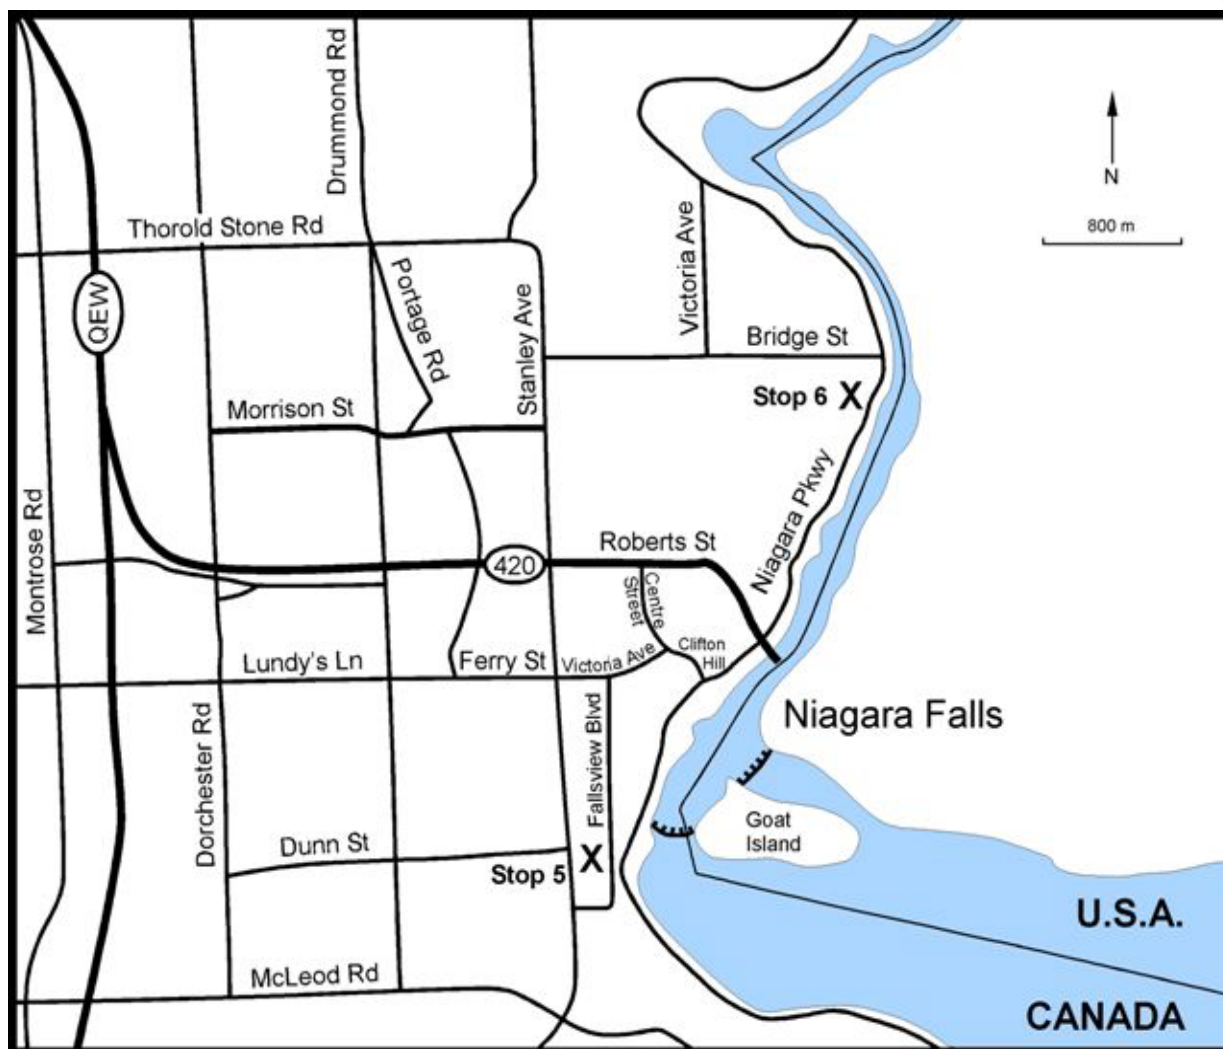 Drummond Rd
N
800 m
Thorold Stone Rd
Victoria Ave
Portage Rd
QEW
Stanley Ave
Bridge St
Stop 6 X
Morrison St
Niagara Pkwy
Montrose Rd
Roberts St
420
Centre
Street
Clifton
Hill
Lundy's Ln
Ferry St
Victoria Ave
Dorchester Rd
Fallsview Blvd
Niagara Falls
Goat
Island
Dunn St
Stop 5 X
U.S.A.
McLeod Rd
CANADA